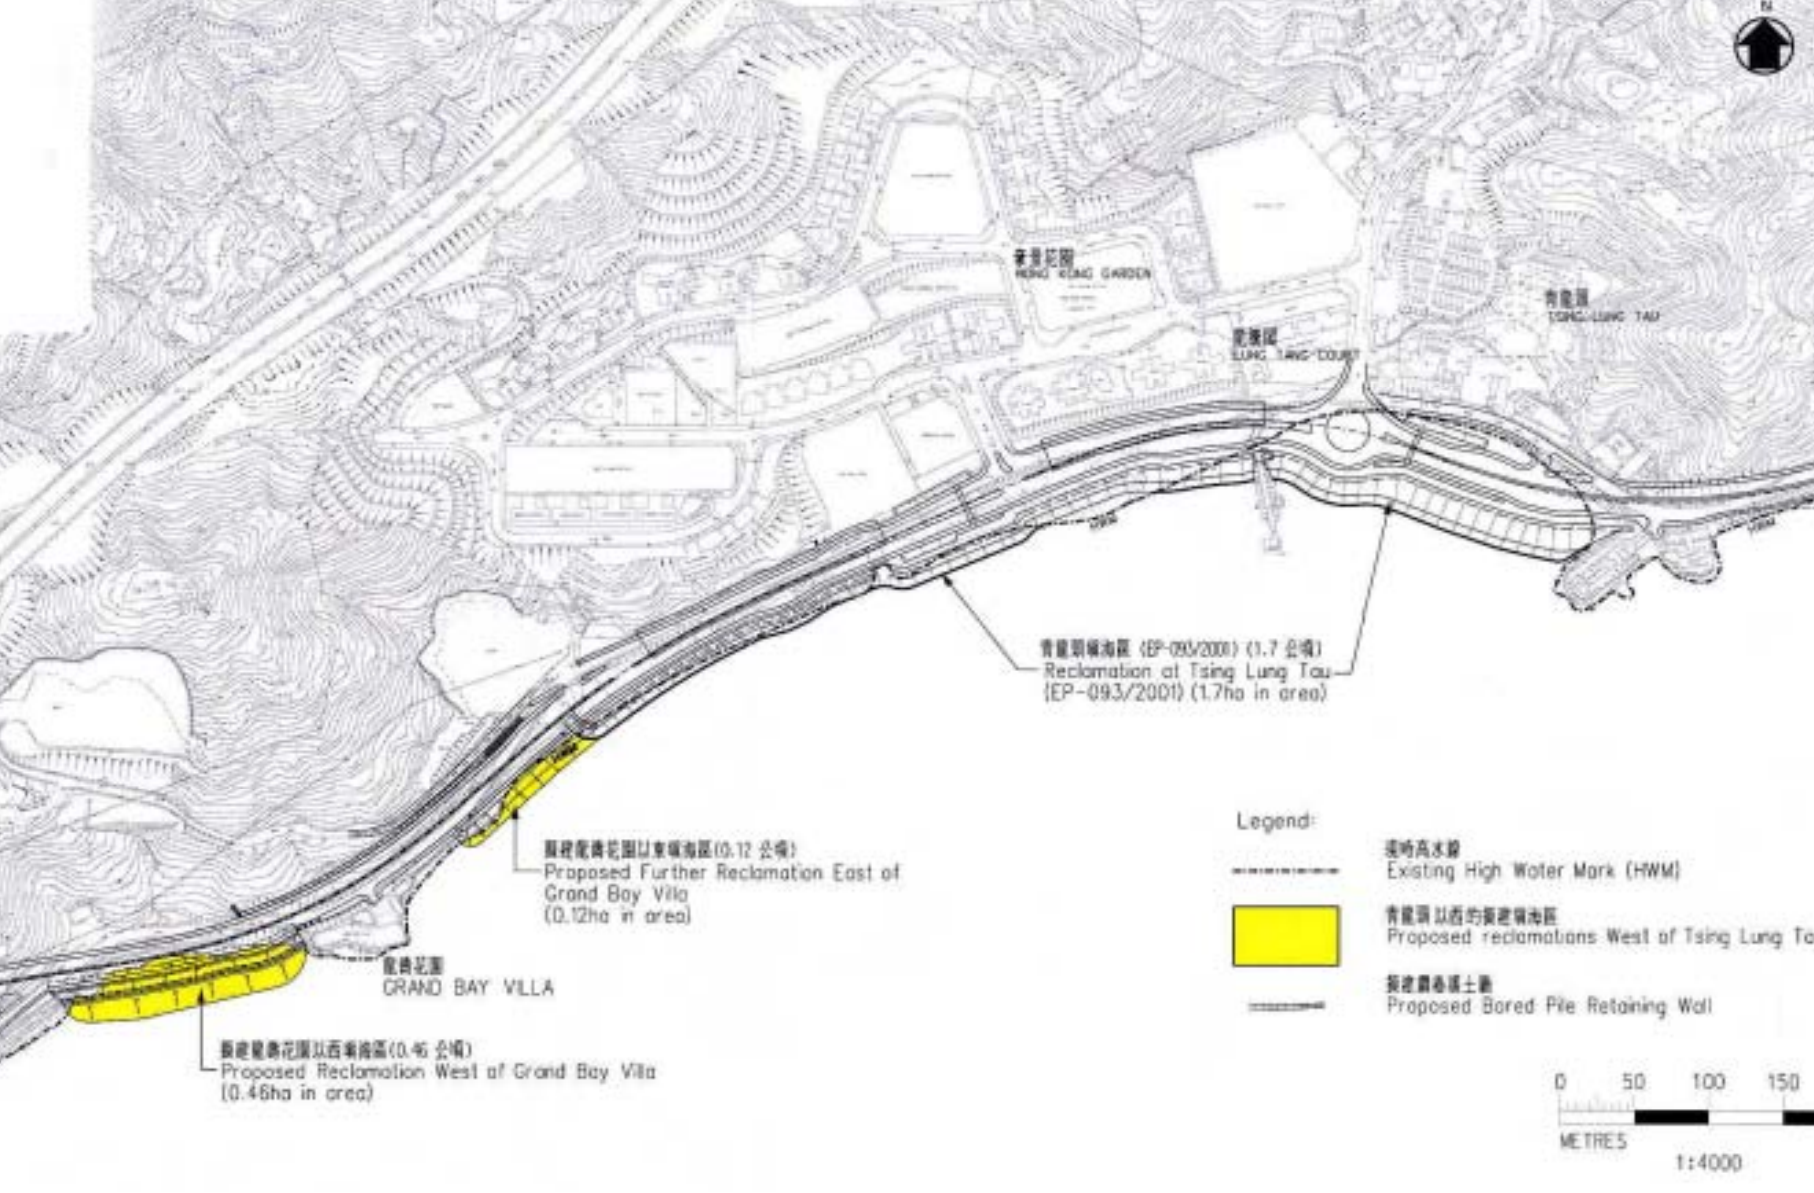 N
豪景花園
HONG KONG GARDEN
青龍頭
TSING LUNG TAU
龍騰閣
LUNG TANG COURT
HWM
HWM
青龍頭填海區 (EP-093/2001) (1.7 公頃)
Reclamation at Tsing Lung Tau
(EP-093/2001) (1.7ha in area)
HWM
擬建龍濤花園以東填海區(0.12 公頃)
Proposed Further Reclamation East of
Grand Bay Villa
(0.12ha in area)
龍濤花園
GRAND BAY VILLA
擬建龍濤花園以西填海區(0.46 公頃)
Proposed Reclamation West of Grand Bay Villa
(0.46ha in area)
Legend:
現時高水線
Existing High Water Mark (HWM)
青龍頭以西的擬建填海區
Proposed reclamations West of Tsing Lung Ta
擬建鑽樁擋土牆
Proposed Bored Pile Retaining Wall
0 50 100 150
METRES
1:4000